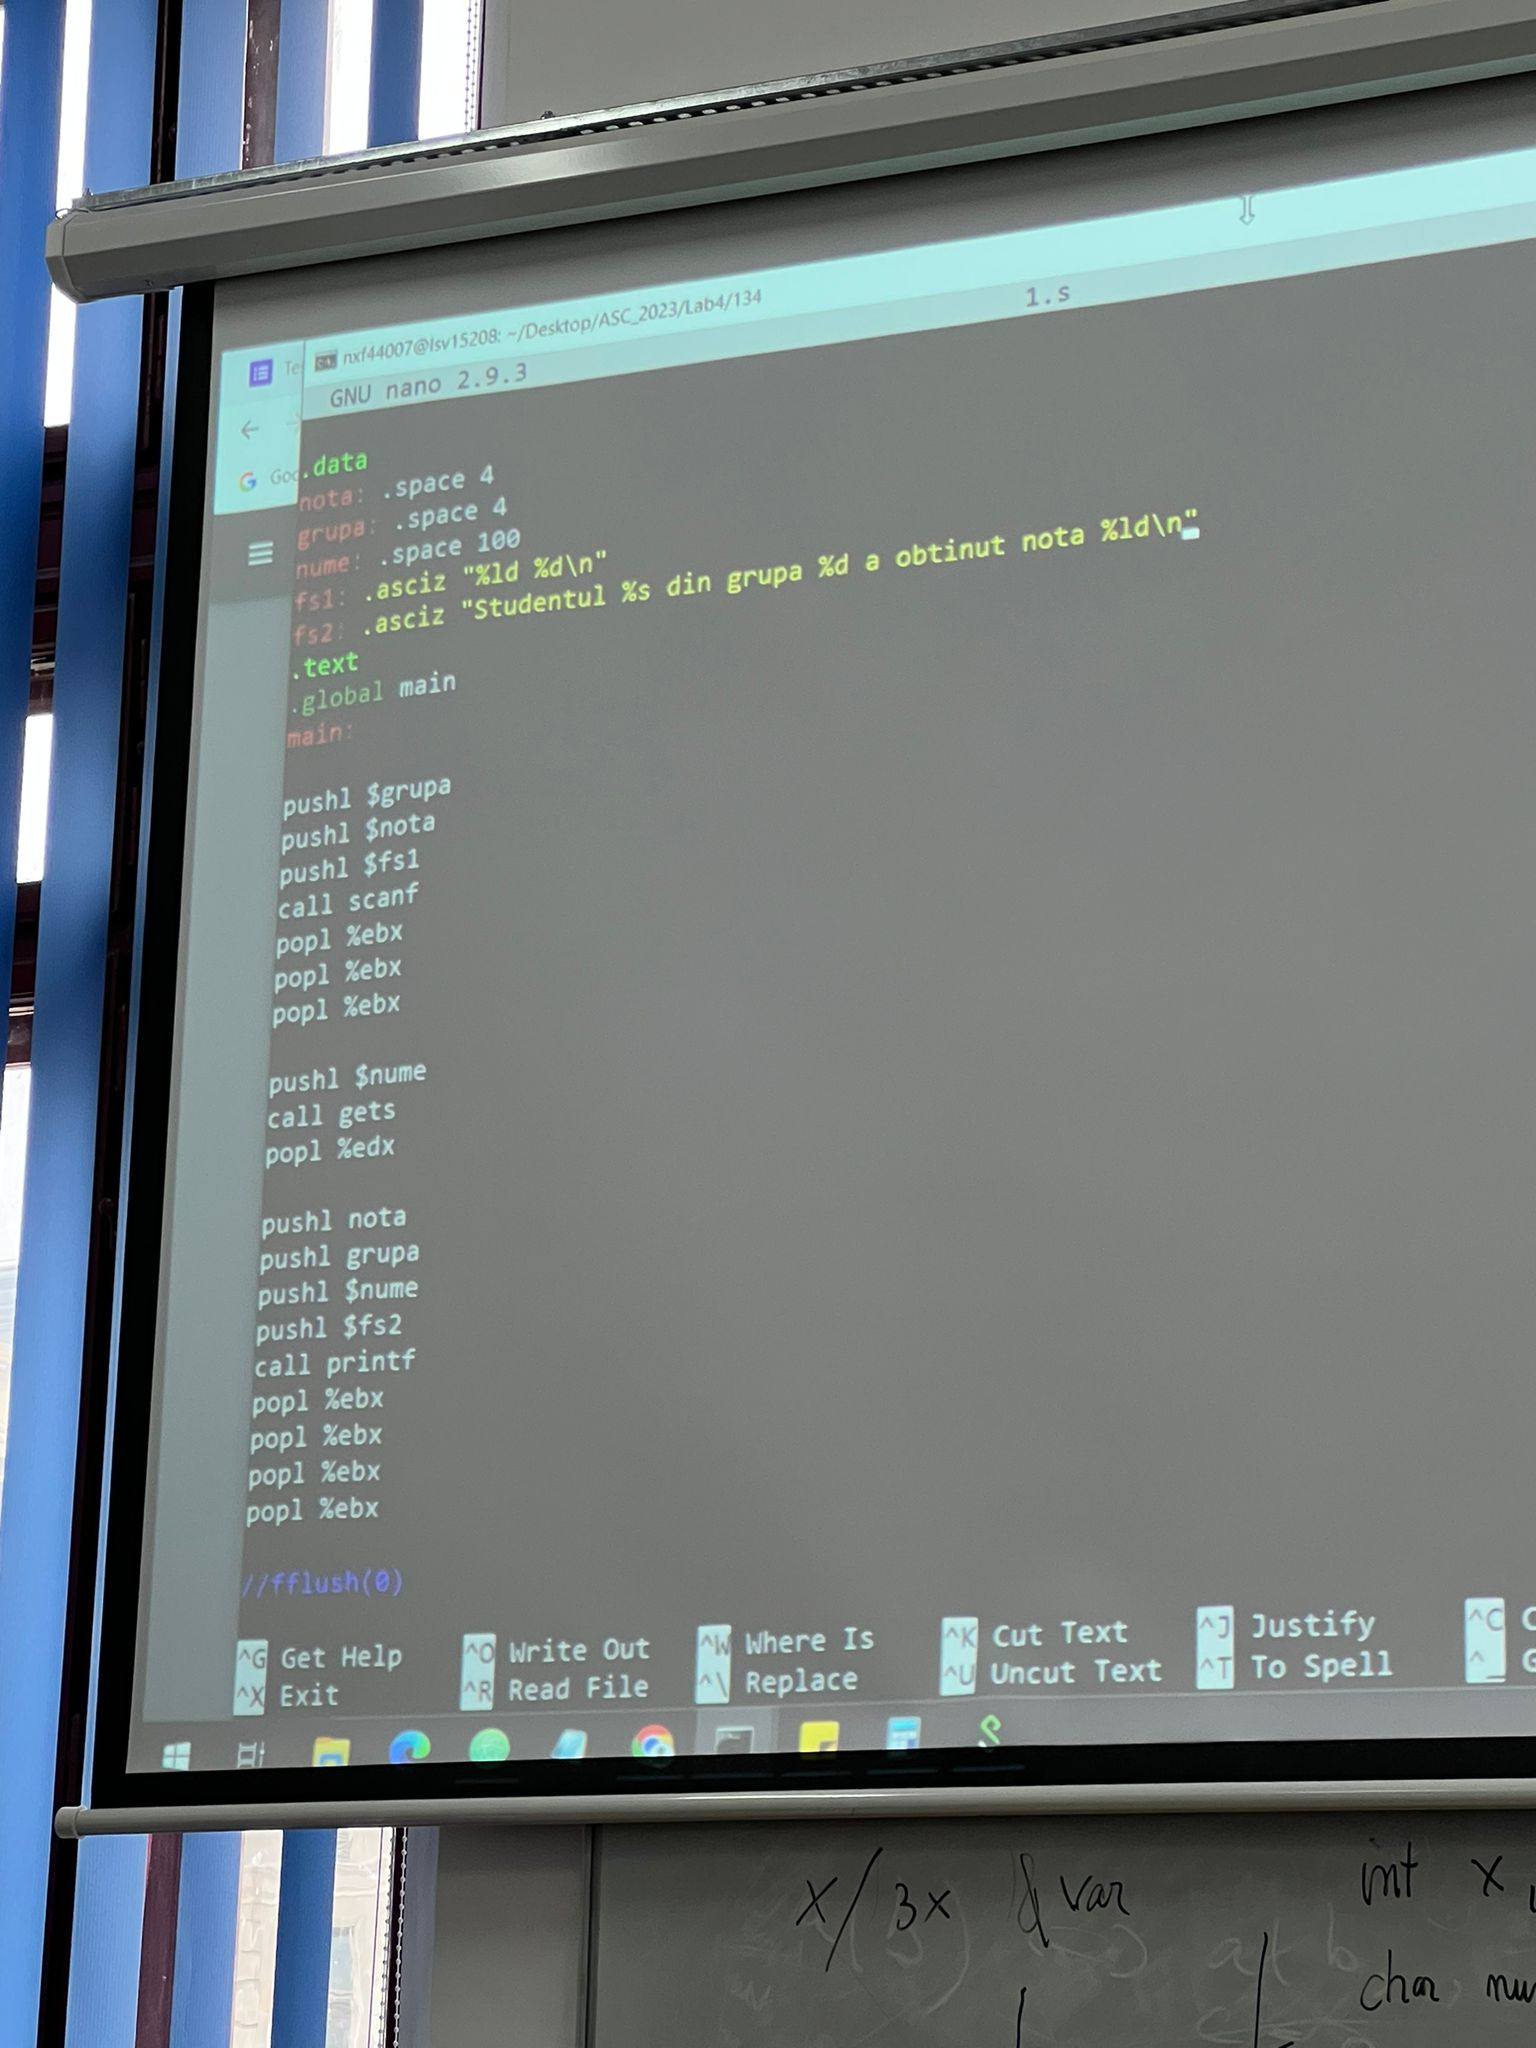 nxf44007@lsv15208: ~/Desktop/ASC_2023/Lab4/134
GNU nano 2.9.3 1.s
.data
nota: .space 4
grupa: .space 4
nume: .space 100
fs1: .asciz "%ld %d\n"
fs2: .asciz "Studentul %s din grupa %d a obtinut nota %ld\n"
.text
.global main
main:
pushl $grupa
pushl $nota
pushl $fs1
call scanf
popl %ebx
popl %ebx
popl %ebx
pushl $nume
call gets
popl %edx
pushl nota
pushl grupa
pushl $nume
pushl $fs2
call printf
popl %ebx
popl %ebx
popl %ebx
popl %ebx
//fflush(0)
^G Get Help ^O Write Out ^W Where Is ^K Cut Text ^J Justify ^C
^X Exit ^R Read File ^\ Replace ^U Uncut Text ^T To Spell ^_
x/3x &var int x
char